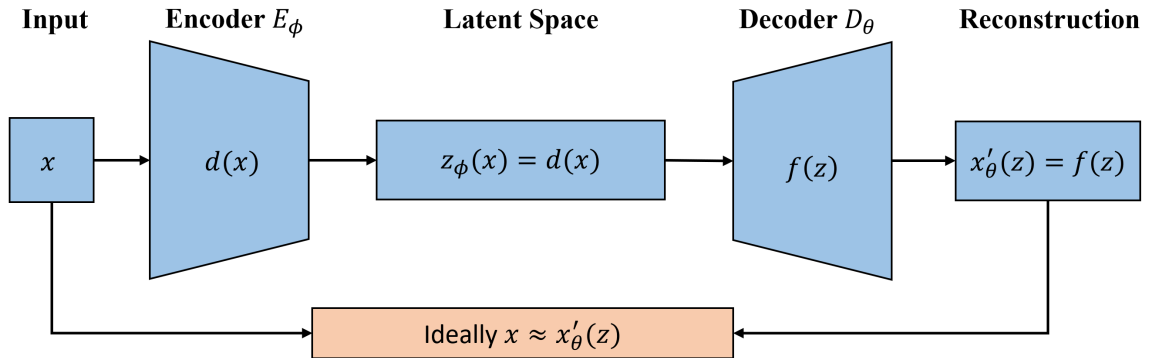 Input
Encoder E_ϕ
Latent Space
Decoder D_θ
Reconstruction
x
d(x)
z_ϕ(x) = d(x)
f(z)
x′_θ(z) = f(z)
Ideally x ≈ x′_θ(z)